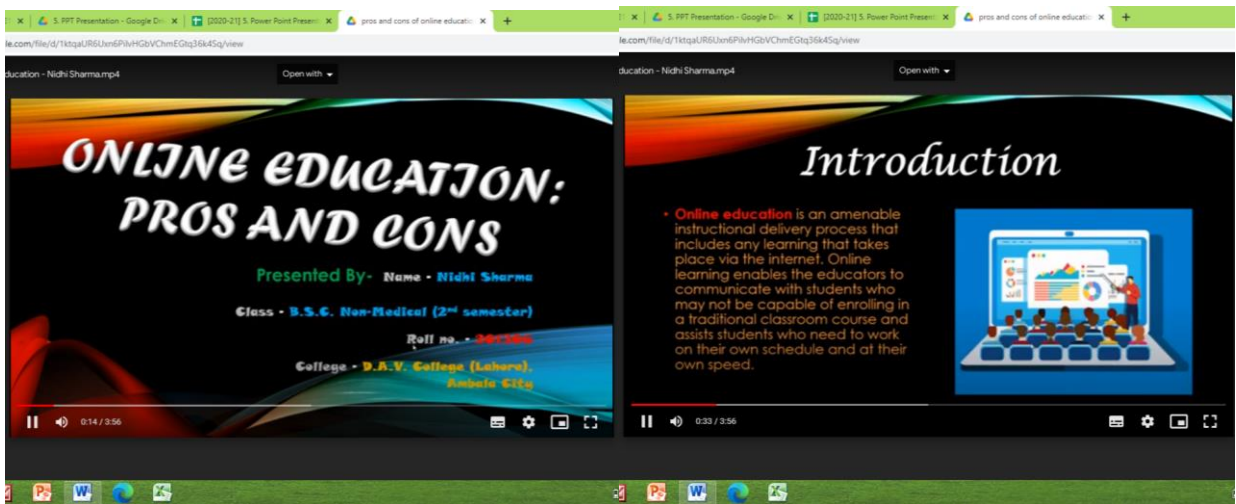 5. PPT Presentation - Google Dri
[2020-21] 5. Power Point Present
pros and cons of online educatio
le.com/file/d/1ktqaUR6Uxn6PilvHGbVChmEGtq36k4Sq/view
ducation - Nidhi Sharma.mp4
Open with
ONLINE EDUCATION:
PROS AND CONS
Presented By- Name - Nidhi Sharma
Class - B.S.C. Non-Medical (2nd semester)
Roll no. -
College - D.A.V. College (Lahore),
Ambala City
0:14 / 3:56
5. PPT Presentation - Google Dri
[2020-21] 5. Power Point Present
pros and cons of online educatio
le.com/file/d/1ktqaUR6Uxn6PilvHGbVChmEGtq36k4Sq/view
ducation - Nidhi Sharma.mp4
Open with
Introduction
• Online education is an amenable
instructional delivery process that
includes any learning that takes
place via the internet. Online
learning enables the educators to
communicate with students who
may not be capable of enrolling in
a traditional classroom course and
assists students who need to work
on their own schedule and at their
own speed.
0:33 / 3:56